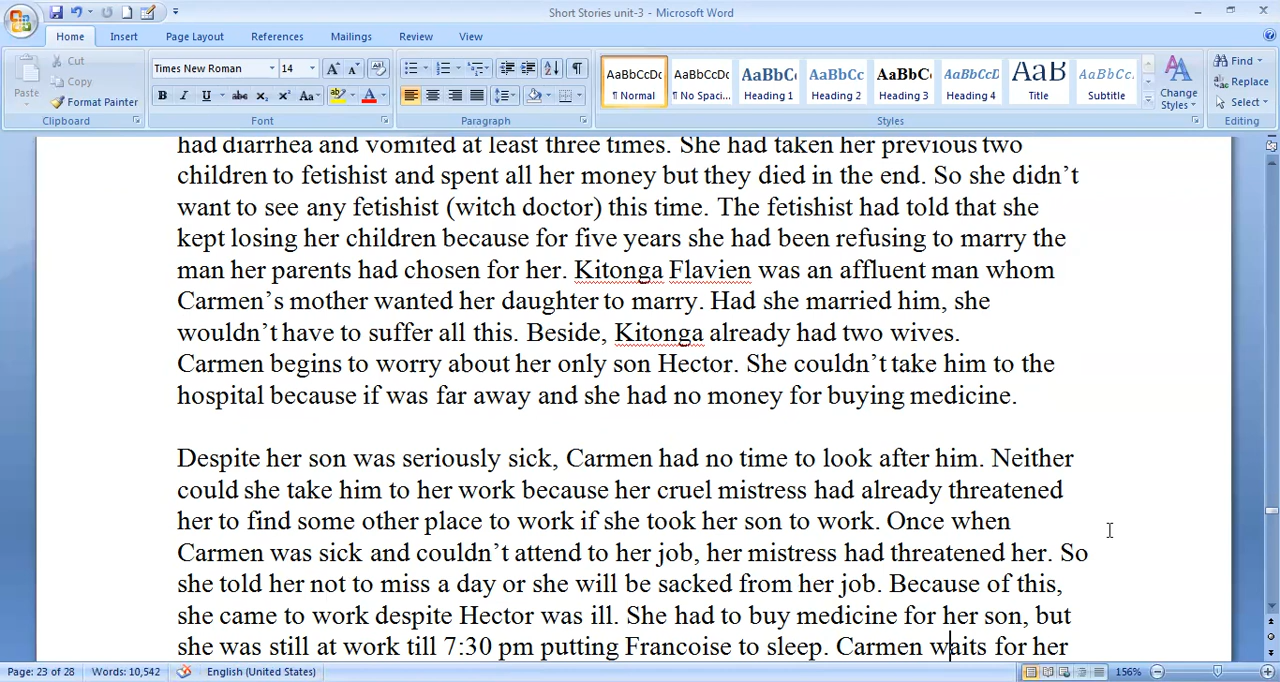 Short Stories unit-3 - Microsoft Word
Home Insert Page Layout References Mailings Review View
Paste
Cut
Copy
Format Painter
Clipboard
Times New Roman 14
Font
Paragraph
AaBbCcDc AaBbCcDc AaBbC AaBbCc AaBbCc AaBbCcD AaB AaBbCc.
¶ Normal ¶ No Spaci... Heading 1 Heading 2 Heading 3 Heading 4 Title Subtitle
Change Styles
Styles
Find
Replace
Select
Editing
had diarrhea and vomited at least three times. She had taken her previous two
children to fetishist and spent all her money but they died in the end. So she didn’t
want to see any fetishist (witch doctor) this time. The fetishist had told that she
kept losing her children because for five years she had been refusing to marry the
man her parents had chosen for her. Kitonga Flavien was an affluent man whom
Carmen’s mother wanted her daughter to marry. Had she married him, she
wouldn’t have to suffer all this. Beside, Kitonga already had two wives.
Carmen begins to worry about her only son Hector. She couldn’t take him to the
hospital because if was far away and she had no money for buying medicine.
Despite her son was seriously sick, Carmen had no time to look after him. Neither
could she take him to her work because her cruel mistress had already threatened
her to find some other place to work if she took her son to work. Once when
Carmen was sick and couldn’t attend to her job, her mistress had threatened her. So
she told her not to miss a day or she will be sacked from her job. Because of this,
she came to work despite Hector was ill. She had to buy medicine for her son, but
she was still at work till 7:30 pm putting Francoise to sleep. Carmen waits for her
Page: 23 of 28 Words: 10,542 English (United States) 156%